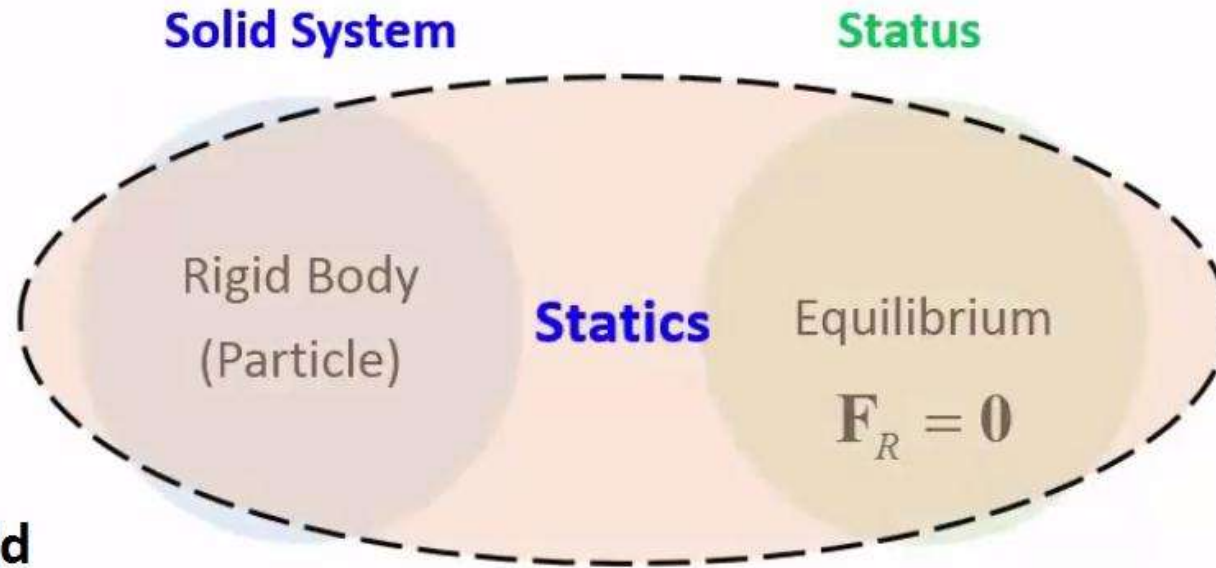 Solid System
Status
Rigid Body
(Particle)
Statics
Equilibrium
F_R = 0
d